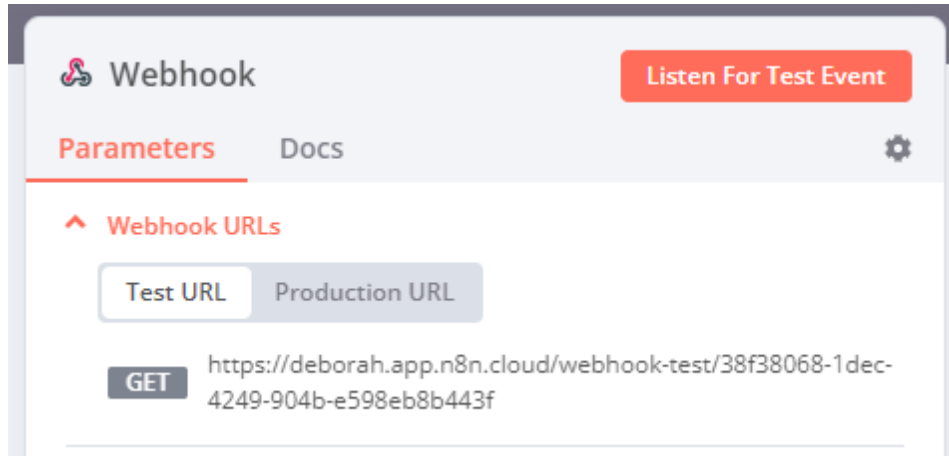 Webhook
Listen For Test Event
Parameters
Docs
Webhook URLs
Test URL
Production URL
GET
https://deborah.app.n8n.cloud/webhook-test/38f38068-1dec-
4249-904b-e598eb8b443f